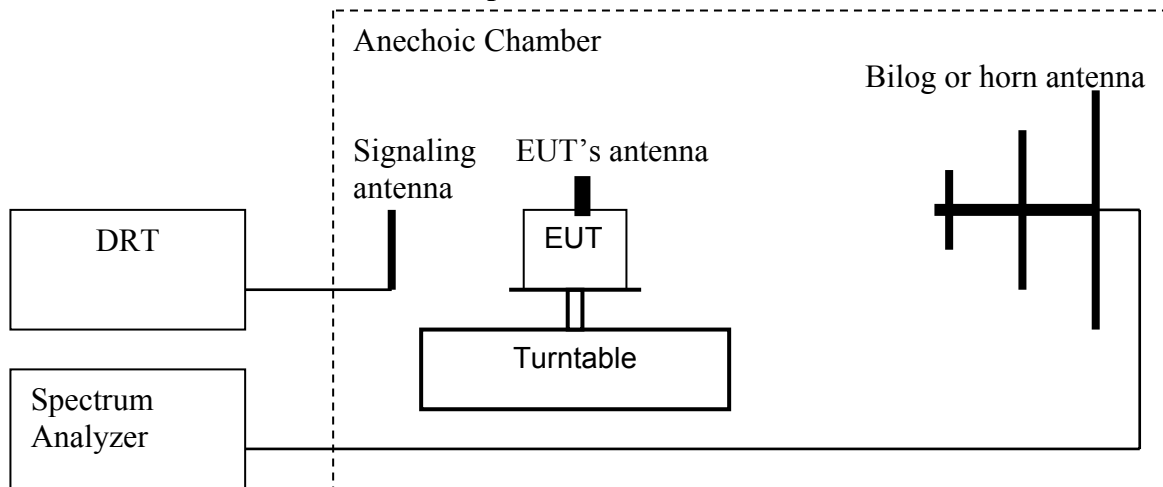 Anechoic Chamber
Bilog or horn antenna
Signaling
antenna
EUT's antenna
DRT
EUT
Turntable
Spectrum
Analyzer